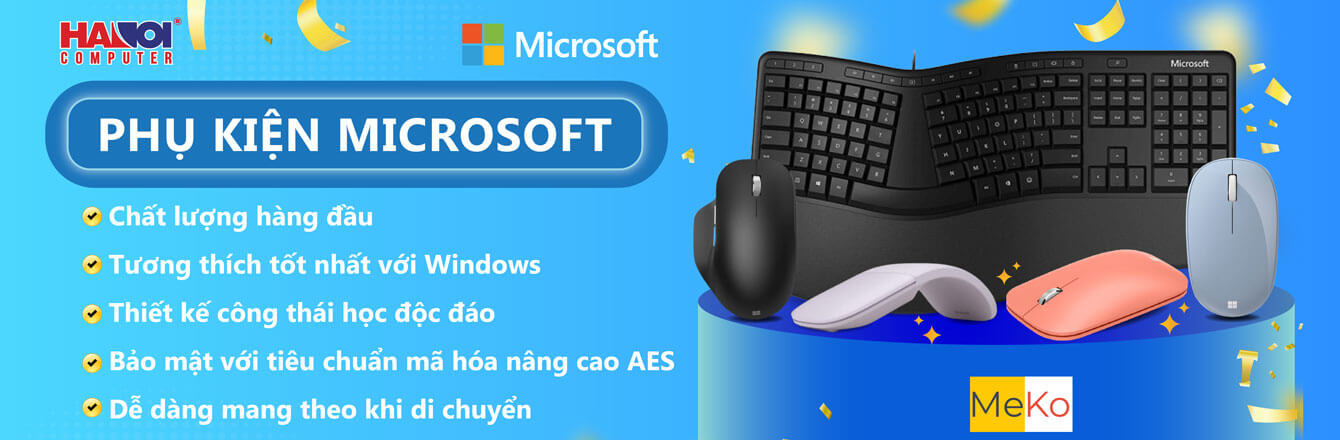 HANOI
COMPUTER
Microsoft
PHỤ KIỆN MICROSOFT
Chất lượng hàng đầu
Tương thích tốt nhất với Windows
Thiết kế công thái học độc đáo
Bảo mật với tiêu chuẩn mã hóa nâng cao AES
Dễ dàng mang theo khi di chuyển
Microsoft
MeKo